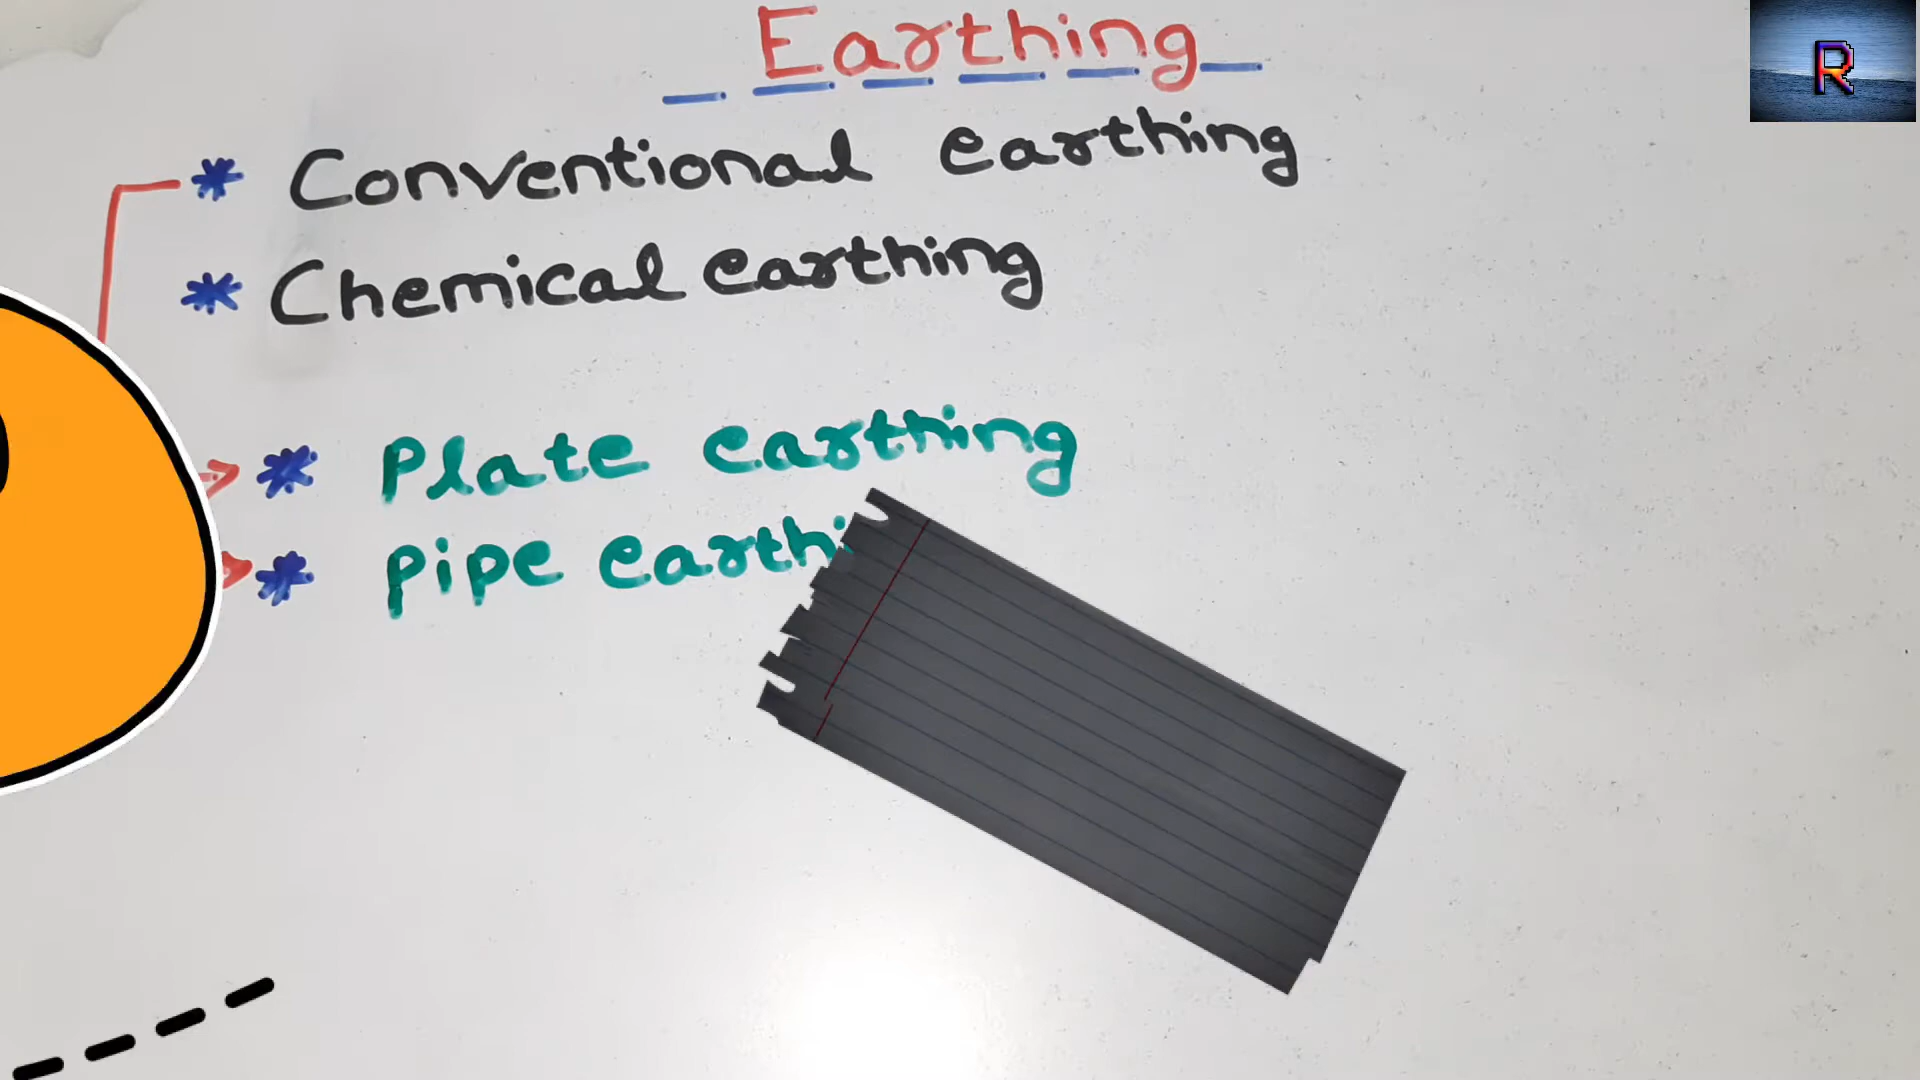 Earthing
* Conventional earthing
* Chemical earthing
* Plate earthing
* Pipe earthi
R